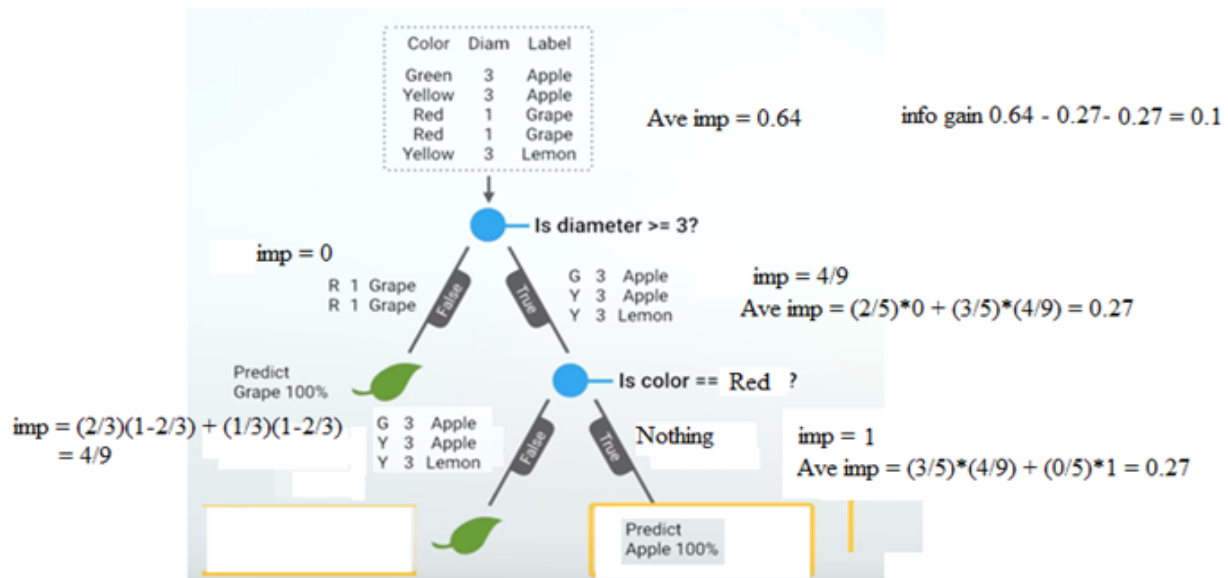 Color Diam Label
Green 3 Apple
Yellow 3 Apple
Red 1 Grape
Red 1 Grape
Yellow 3 Lemon
Ave imp = 0.64
info gain 0.64 - 0.27- 0.27 = 0.1
Is diameter >= 3?
imp = 0
R 1 Grape
R 1 Grape
False
True
G 3 Apple
Y 3 Apple
Y 3 Lemon
imp = 4/9
Ave imp = (2/5)*0 + (3/5)*(4/9) = 0.27
Predict
Grape 100%
Is color == Red ?
imp = (2/3)(1-2/3) + (1/3)(1-2/3)
= 4/9
G 3 Apple
Y 3 Apple
Y 3 Lemon
False
True
Nothing
imp = 1
Ave imp = (3/5)*(4/9) + (0/5)*1 = 0.27
Predict
Apple 100%